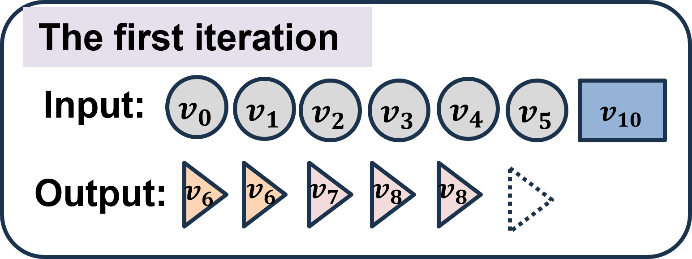 The first iteration
Input: v₀ v₁ v₂ v₃ v₄ v₅ v₁₀
Output: v₆ v₆ v₇ v₈ v₈